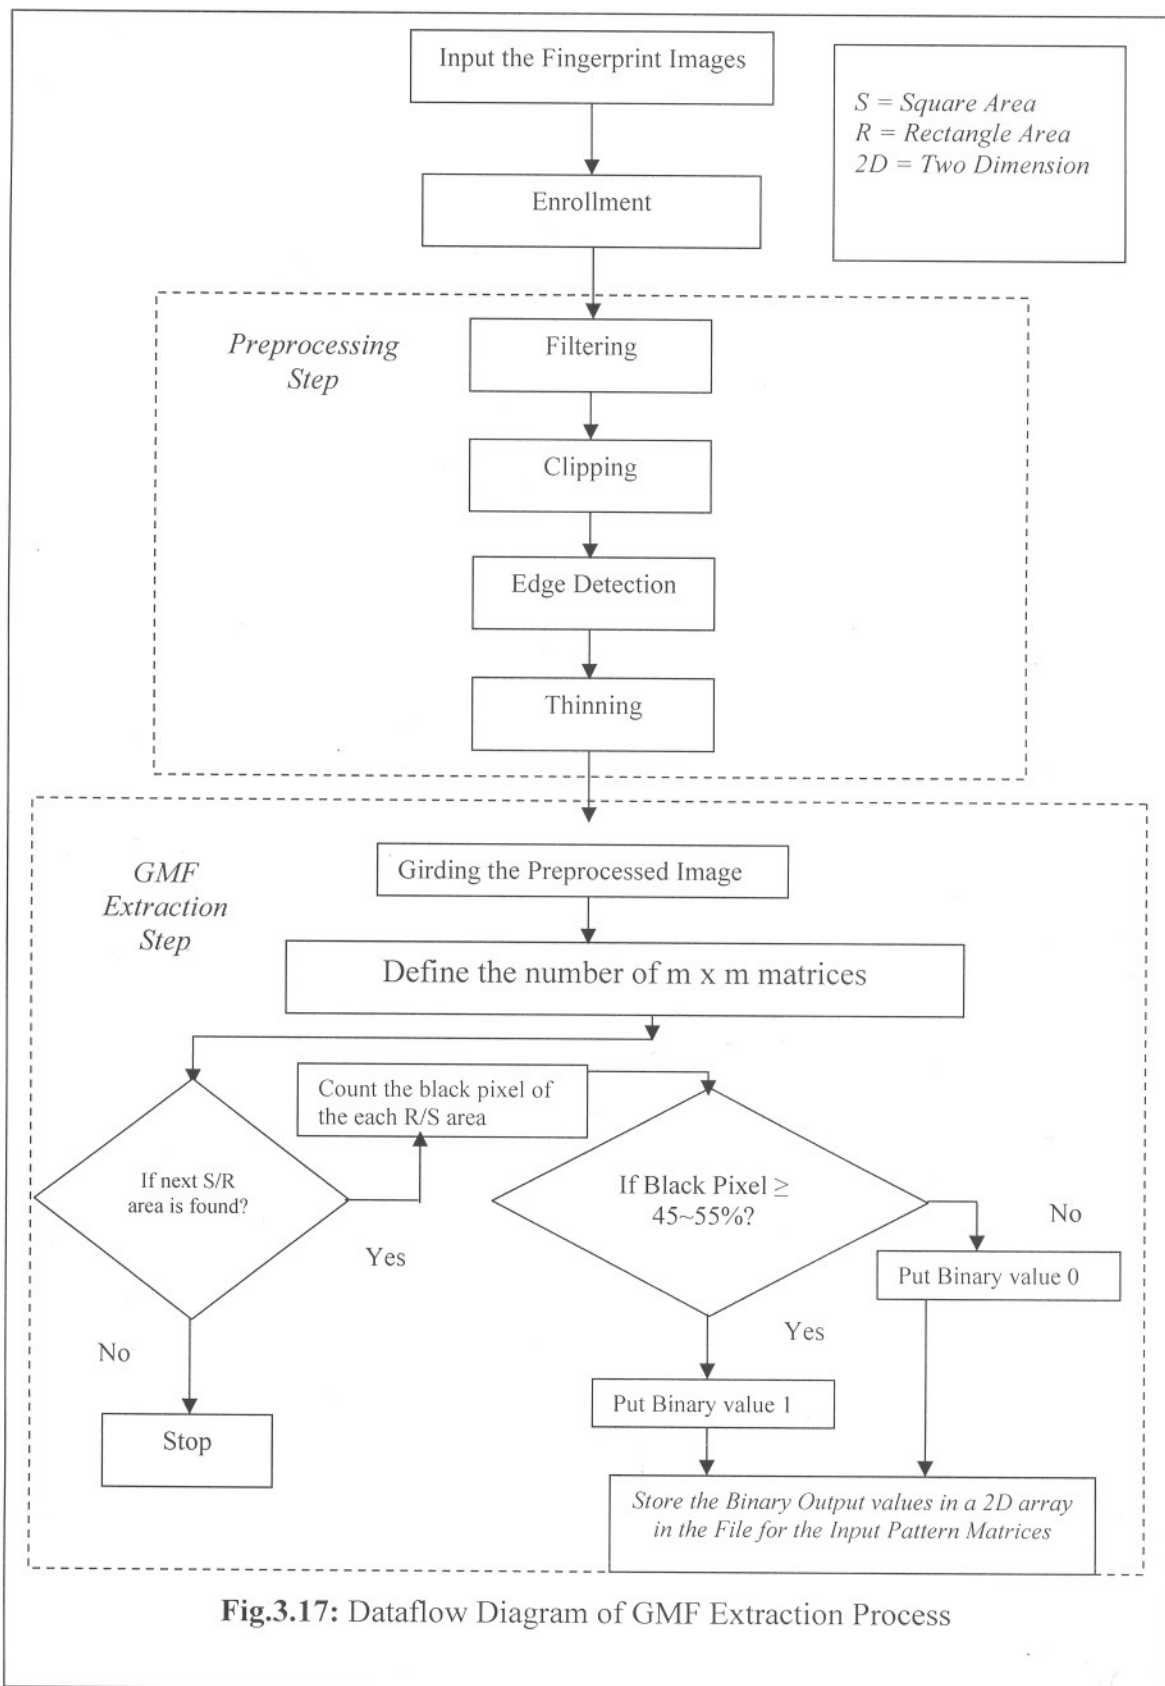 Input the Fingerprint Images
S = Square Area
R = Rectangle Area
2D = Two Dimension
Enrollment
Preprocessing
Step
Filtering
Clipping
Edge Detection
Thinning
GMF
Extraction
Step
Girding the Preprocessed Image
Define the number of m x m matrices
Count the black pixel of
the each R/S area
If next S/R
area is found?
Yes
If Black Pixel ≥
45~55%?
No
Put Binary value 0
Yes
No
Put Binary value 1
Stop
Store the Binary Output values in a 2D array
in the File for the Input Pattern Matrices
Fig.3.17: Dataflow Diagram of GMF Extraction Process